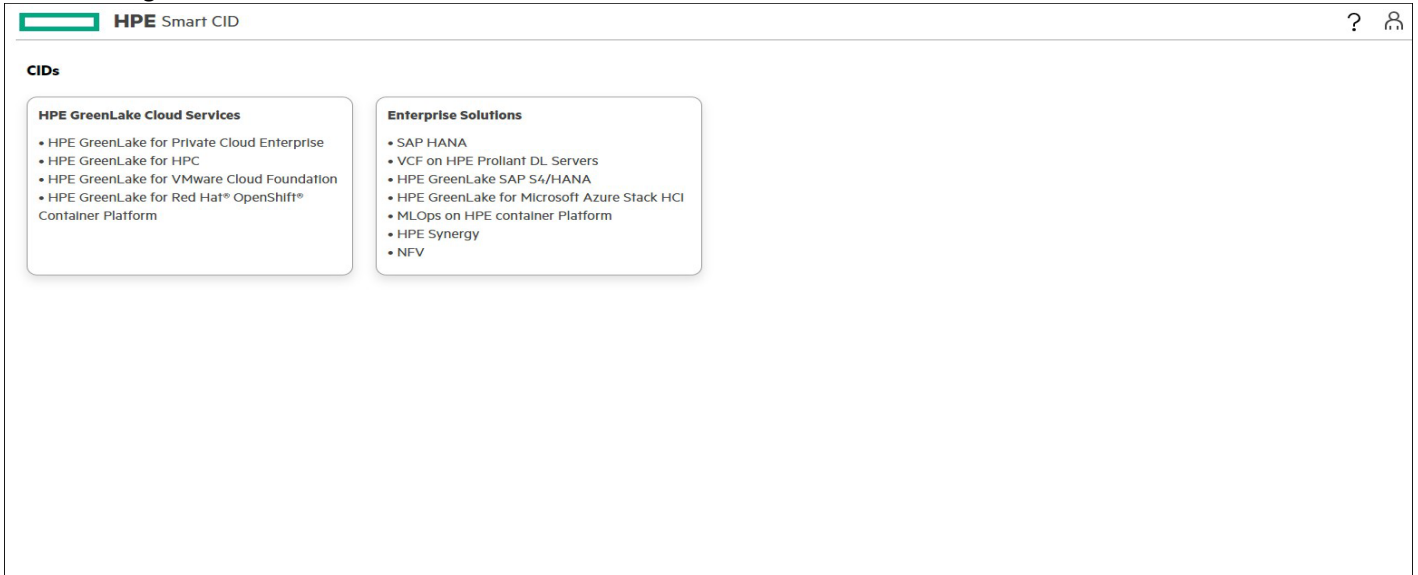 HPE Smart CID
?
CIDs
HPE GreenLake Cloud Services
• HPE GreenLake for Private Cloud Enterprise
• HPE GreenLake for HPC
• HPE GreenLake for VMware Cloud Foundation
• HPE GreenLake for Red Hat® OpenShift®
Container Platform
Enterprise Solutions
• SAP HANA
• VCF on HPE Proliant DL Servers
• HPE GreenLake SAP S4/HANA
• HPE GreenLake for Microsoft Azure Stack HCI
• MLOps on HPE container Platform
• HPE Synergy
• NFV